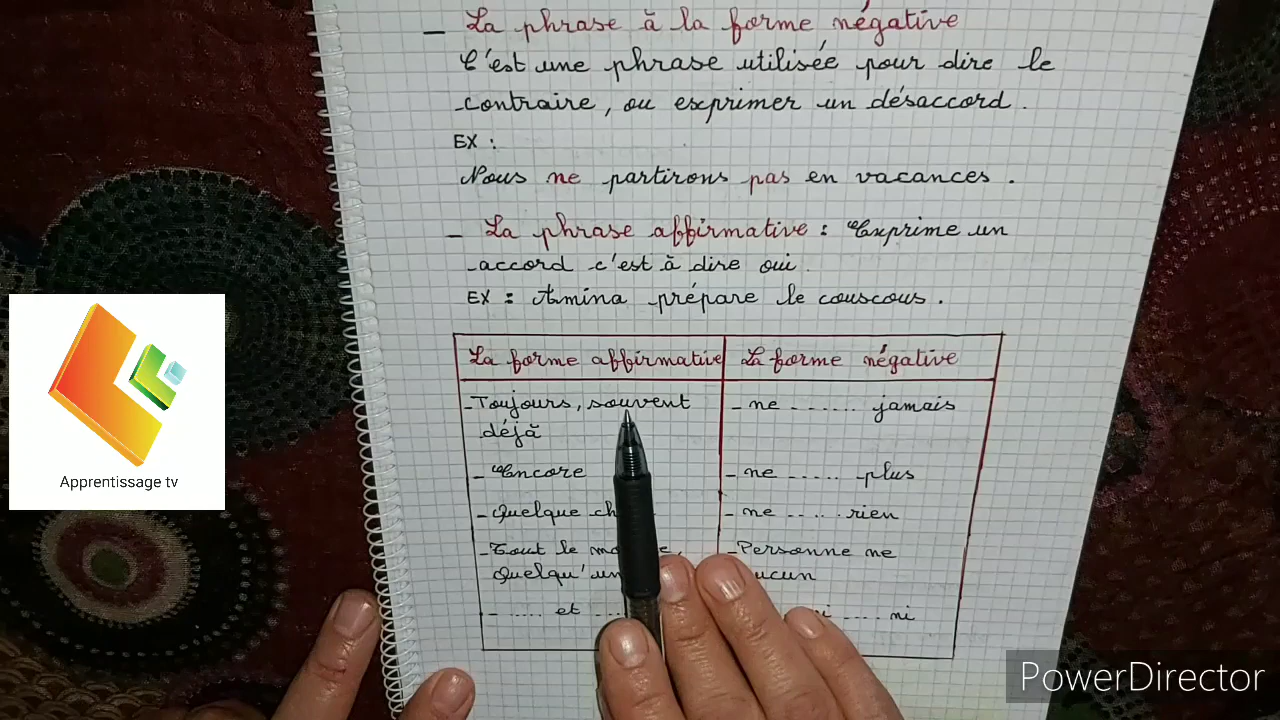 - La phrase à la forme négative
C'est une phrase utilisée pour dire le
contraire, ou exprimer un désaccord.
EX :
Nous ne partirons pas en vacances.
- La phrase affirmative : Exprime un
accord c'est à dire oui.
EX : Amina prépare le couscous.
La forme affirmative La forme négative
- Toujours, souvent - ne ....... jamais
déjà
- Encore - ne ..... plus
- Quelque - ne ..... rien
- Tout le - Personne ne
Quelqu'un
- ..... et .... ni
Apprentissage tv
PowerDirector